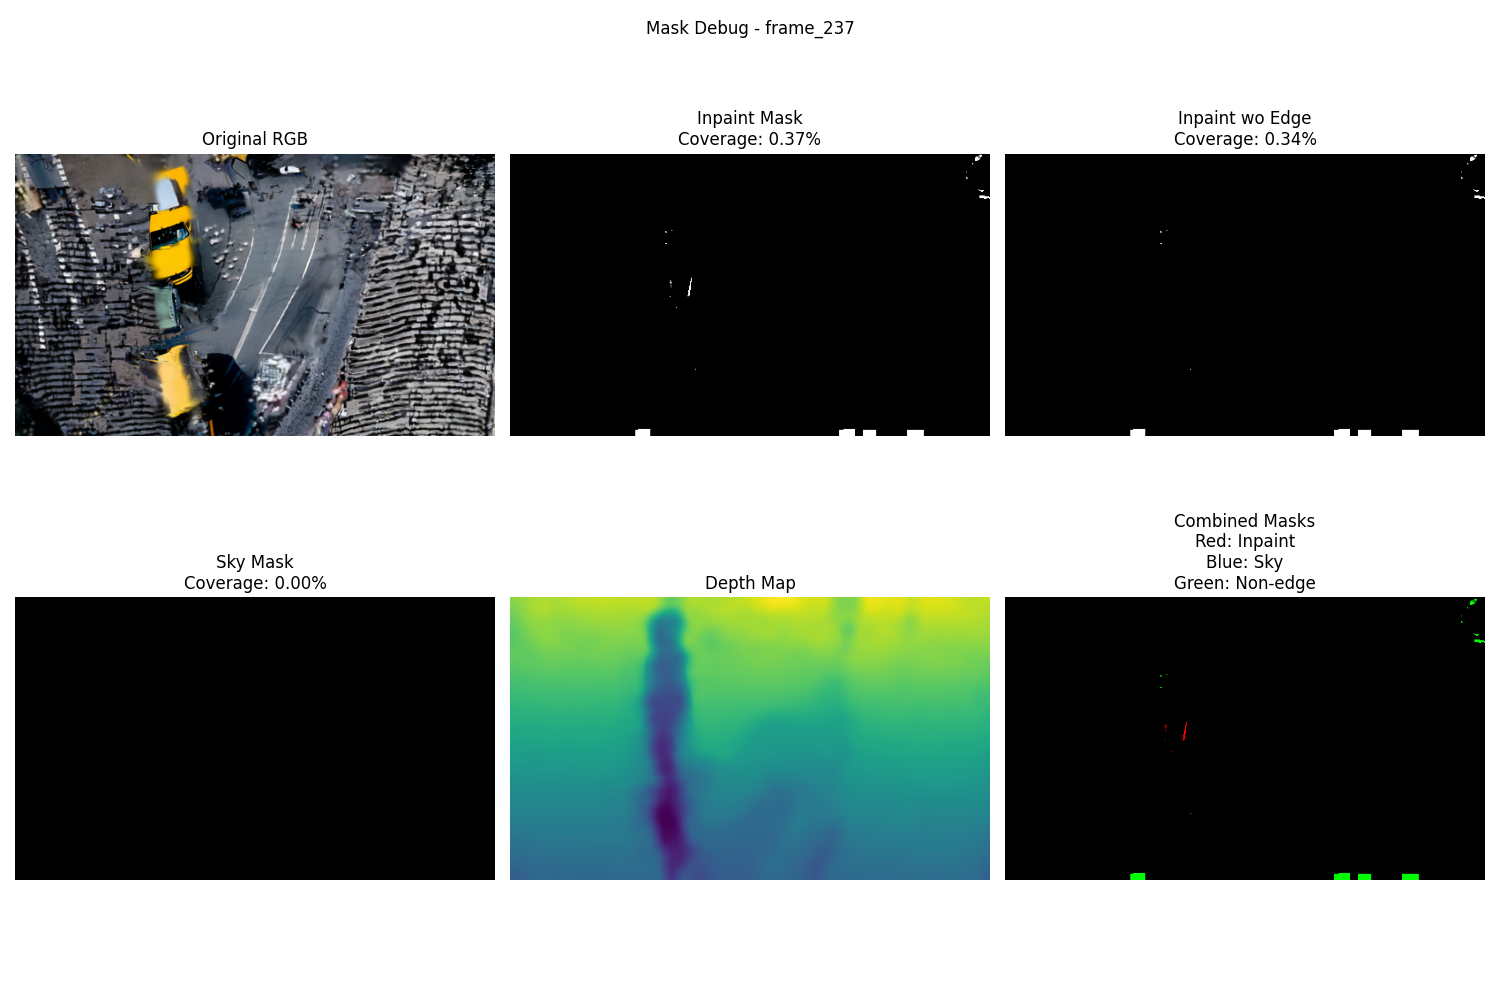 Mask Debug - frame_237
Original RGB
Inpaint Mask
Coverage: 0.37%
Inpaint wo Edge
Coverage: 0.34%
Sky Mask
Coverage: 0.00%
Depth Map
Combined Masks
Red: Inpaint
Blue: Sky
Green: Non-edge